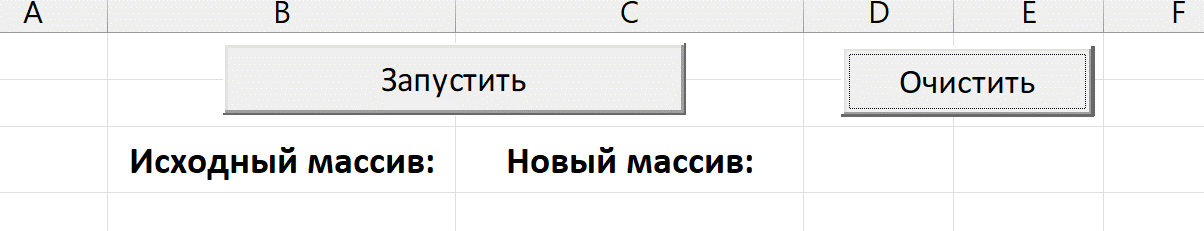 A B C D E F
Запустить Очистить
Исходный массив: Новый массив: